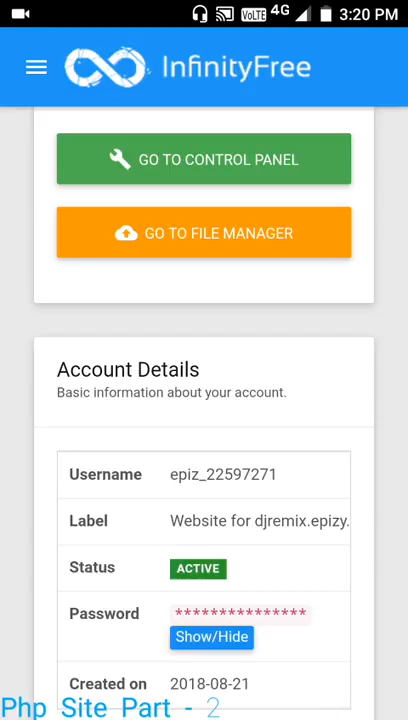 VoLTE 4G 3:20 PM
InfinityFree
GO TO CONTROL PANEL
GO TO FILE MANAGER
Account Details
Basic information about your account.
Username epiz_22597271
Label Website for djremix.epizy.
Status ACTIVE
Password ***************
Show/Hide
Created on 2018-08-21
Php Site Part - 2